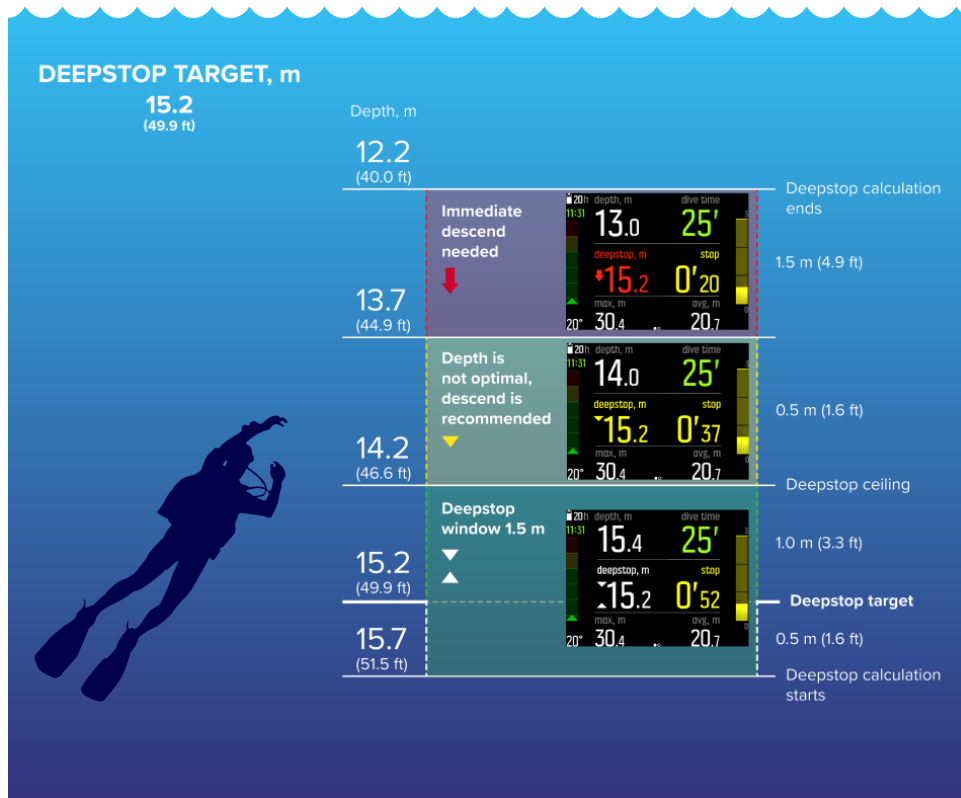 DEEPSTOP TARGET, m
15.2
(49.9 ft)
Depth, m
12.2
(40.0 ft)
Deepstop calculation
ends
Immediate
descend
needed
20h depth, m dive time
11:31
13.0 25'
deepstop, m stop
15.2 0'20
max, m avg, m
20° 30.4 20.7
3
0
1.5 m (4.9 ft)
13.7
(44.9 ft)
Depth is
not optimal,
descend is
recommended
20h depth, m dive time
11:31
14.0 25'
deepstop, m stop
15.2 0'37
max, m avg, m
20° 30.4 20.7
3
0
0.5 m (1.6 ft)
14.2
(46.6 ft)
Deepstop ceiling
Deepstop
window 1.5 m
20h depth, m dive time
11:31
15.4 25'
deepstop, m stop
15.2 0'52
max, m avg, m
20° 30.4 20.7
3
0
1.0 m (3.3 ft)
15.2
(49.9 ft)
Deepstop target
15.7
(51.5 ft)
0.5 m (1.6 ft)
Deepstop calculation
starts